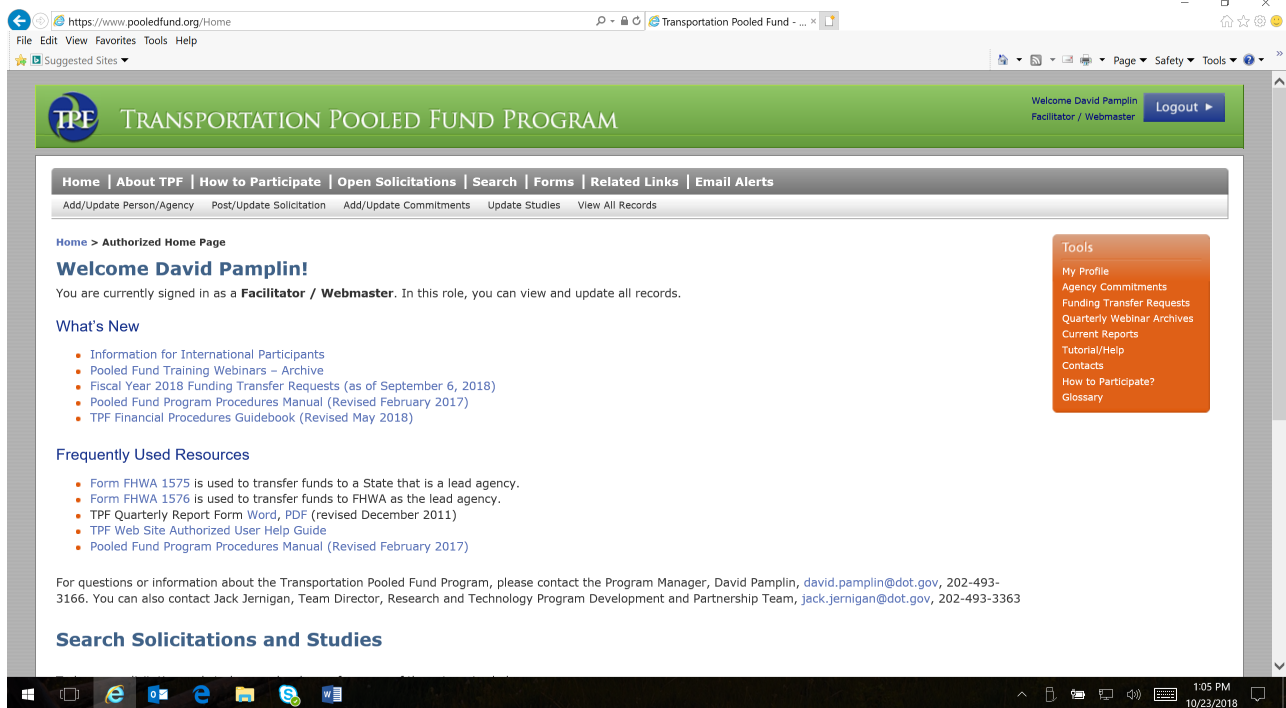 https://www.pooledfund.org/Home
Transportation Pooled Fund - ...
File Edit View Favorites Tools Help
Suggested Sites
Page Safety Tools
TPF
TRANSPORTATION POOLED FUND PROGRAM
Welcome David Pamplin
Facilitator / Webmaster
Logout
Home | About TPF | How to Participate | Open Solicitations | Search | Forms | Related Links | Email Alerts
Add/Update Person/Agency Post/Update Solicitation Add/Update Commitments Update Studies View All Records
Home > Authorized Home Page
Welcome David Pamplin!
You are currently signed in as a Facilitator / Webmaster. In this role, you can view and update all records.
What's New
Information for International Participants
Pooled Fund Training Webinars – Archive
Fiscal Year 2018 Funding Transfer Requests (as of September 6, 2018)
Pooled Fund Program Procedures Manual (Revised February 2017)
TPF Financial Procedures Guidebook (Revised May 2018)
Frequently Used Resources
Form FHWA 1575 is used to transfer funds to a State that is a lead agency.
Form FHWA 1576 is used to transfer funds to FHWA as the lead agency.
TPF Quarterly Report Form Word, PDF (revised December 2011)
TPF Web Site Authorized User Help Guide
Pooled Fund Program Procedures Manual (Revised February 2017)
For questions or information about the Transportation Pooled Fund Program, please contact the Program Manager, David Pamplin, david.pamplin@dot.gov, 202-493-
3166. You can also contact Jack Jernigan, Team Director, Research and Technology Program Development and Partnership Team, jack.jernigan@dot.gov, 202-493-3363
Search Solicitations and Studies
Tools
My Profile
Agency Commitments
Funding Transfer Requests
Quarterly Webinar Archives
Current Reports
Tutorial/Help
Contacts
How to Participate?
Glossary
1:05 PM
10/23/2018